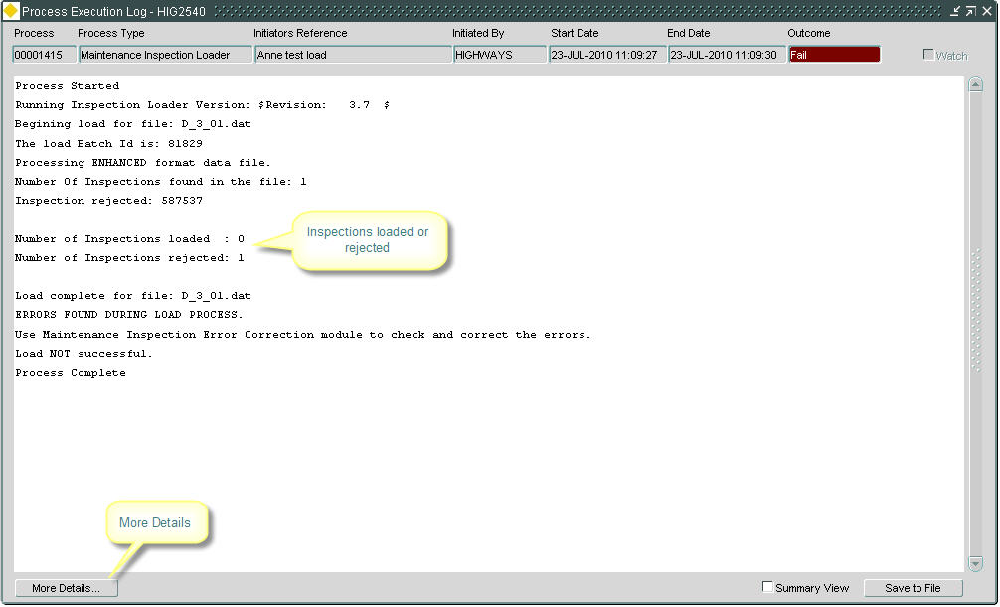 Process Execution Log - HIG2540
Process Process Type Initiators Reference Initiated By Start Date End Date Outcome
00001415 Maintenance Inspection Loader Anne test load HIGHWAYS 23-JUL-2010 11:09:27 23-JUL-2010 11:09:30 Fail Watch
Process Started
Running Inspection Loader Version: $Revision: 3.7 $
Begining load for file: D_3_01.dat
The load Batch Id is: 81829
Processing ENHANCED format data file.
Number Of Inspections found in the file: 1
Inspection rejected: 587537
Number of Inspections loaded : 0
Number of Inspections rejected: 1
Inspections loaded or
rejected
Load complete for file: D_3_01.dat
ERRORS FOUND DURING LOAD PROCESS.
Use Maintenance Inspection Error Correction module to check and correct the errors.
Load NOT successful.
Process Complete
More Details
More Details... Summary View Save to File